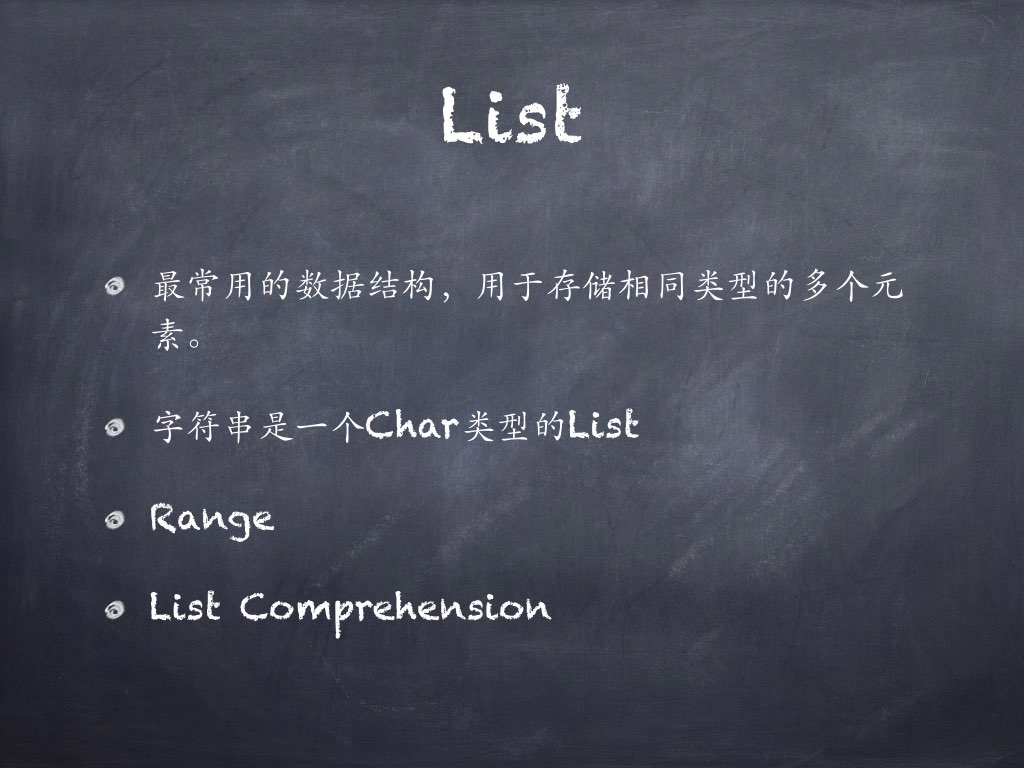 List
最常用的数据结构，用于存储相同类型的多个元
素。
字符串是一个Char类型的List
Range
List Comprehension